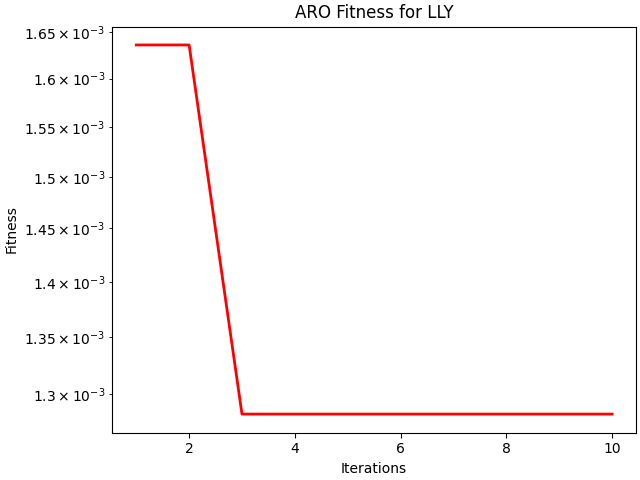 ARO Fitness for LLY
1.65 × 10⁻³
1.6 × 10⁻³
1.55 × 10⁻³
1.5 × 10⁻³
1.45 × 10⁻³
1.4 × 10⁻³
1.35 × 10⁻³
1.3 × 10⁻³
Fitness
2 4 6 8 10
Iterations